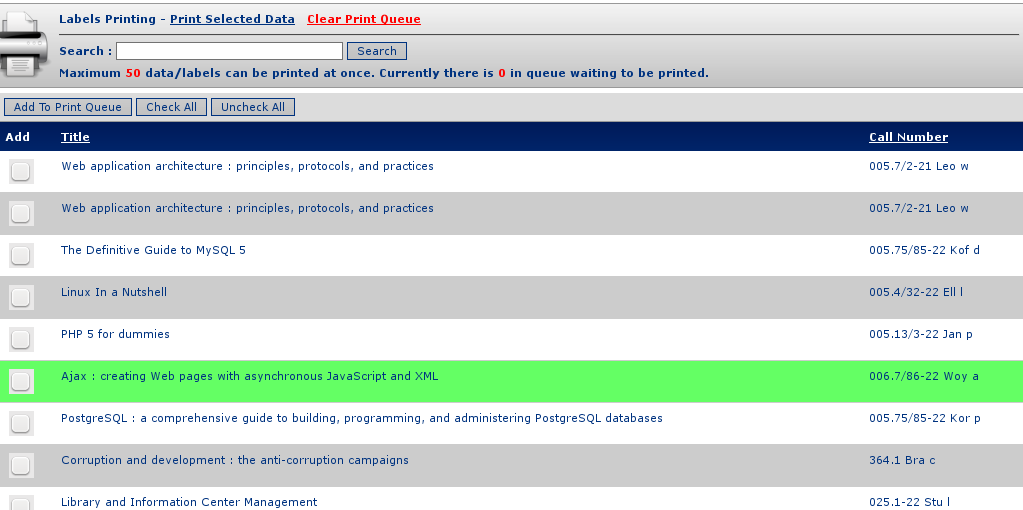 Labels Printing - Print Selected Data Clear Print Queue
Search : Search
Maximum 50 data/labels can be printed at once. Currently there is 0 in queue waiting to be printed.
Add To Print Queue Check All Uncheck All
Add Title Call Number
Web application architecture : principles, protocols, and practices 005.7/2-21 Leo w
Web application architecture : principles, protocols, and practices 005.7/2-21 Leo w
The Definitive Guide to MySQL 5 005.75/85-22 Kof d
Linux In a Nutshell 005.4/32-22 Ell l
PHP 5 for dummies 005.13/3-22 Jan p
Ajax : creating Web pages with asynchronous JavaScript and XML 006.7/86-22 Woy a
PostgreSQL : a comprehensive guide to building, programming, and administering PostgreSQL databases 005.75/85-22 Kor p
Corruption and development : the anti-corruption campaigns 364.1 Bra c
Library and Information Center Management 025.1-22 Stu l